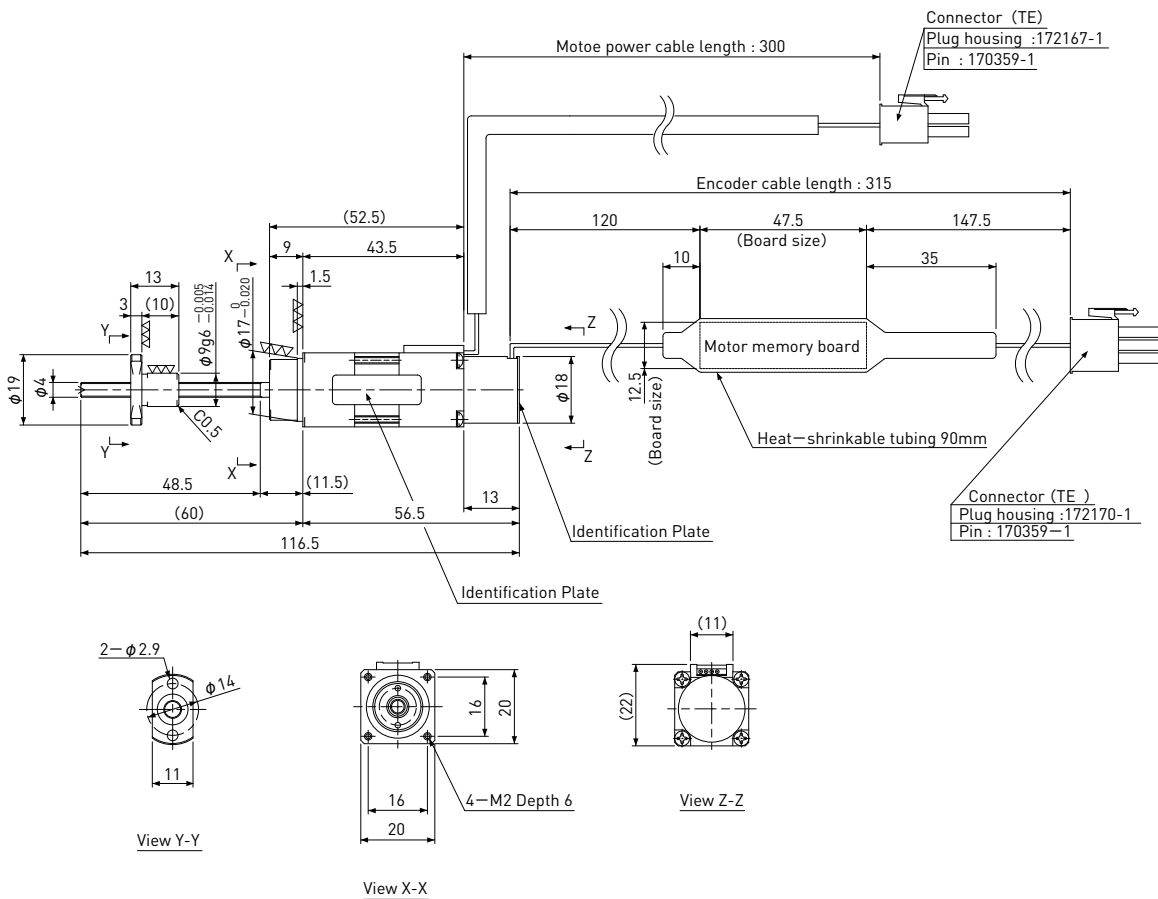 Connector (TE)
Plug housing :172167-1
Pin : 170359-1
Motoe power cable length : 300
Encoder cable length : 315
(52.5)
120
47.5
147.5
(Board size)
9
43.5
X
10
35
13
1.5
3
(10)
φ9g6 −0.005 −0.014
φ17 0 −0.020
Y
Z
Motor memory board
φ19
φ4
φ18
12.5
(Board size)
C0.5
Heat−shrinkable tubing 90mm
Y
X
Z
48.5
(11.5)
13
Connector (TE )
Plug housing :172170-1
Pin : 170359−1
(60)
56.5
Identification Plate
116.5
Identification Plate
2−φ2.9
φ14
11
View Y-Y
16
20
4−M2 Depth 6
16
20
View X-X
(11)
(22)
View Z-Z